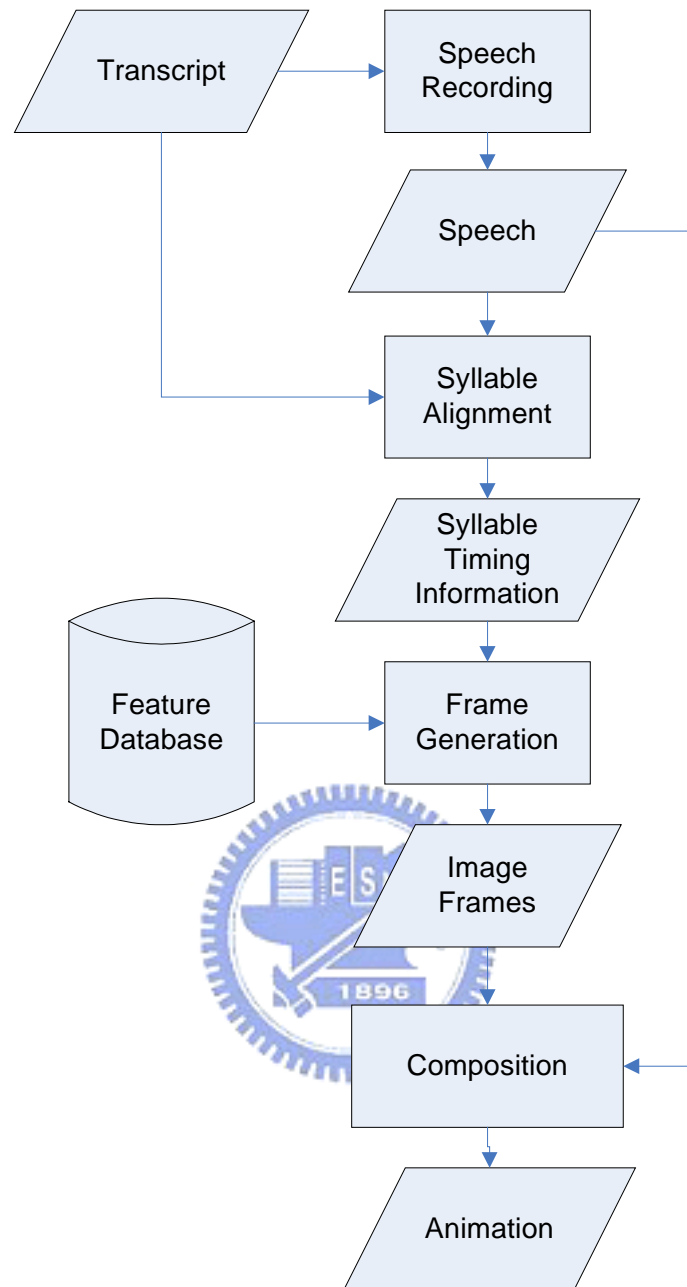 Transcript
Speech
Recording
Speech
Syllable
Alignment
Syllable
Timing
Information
Feature
Database
Frame
Generation
Image
Frames
E S
1896
Composition
Animation